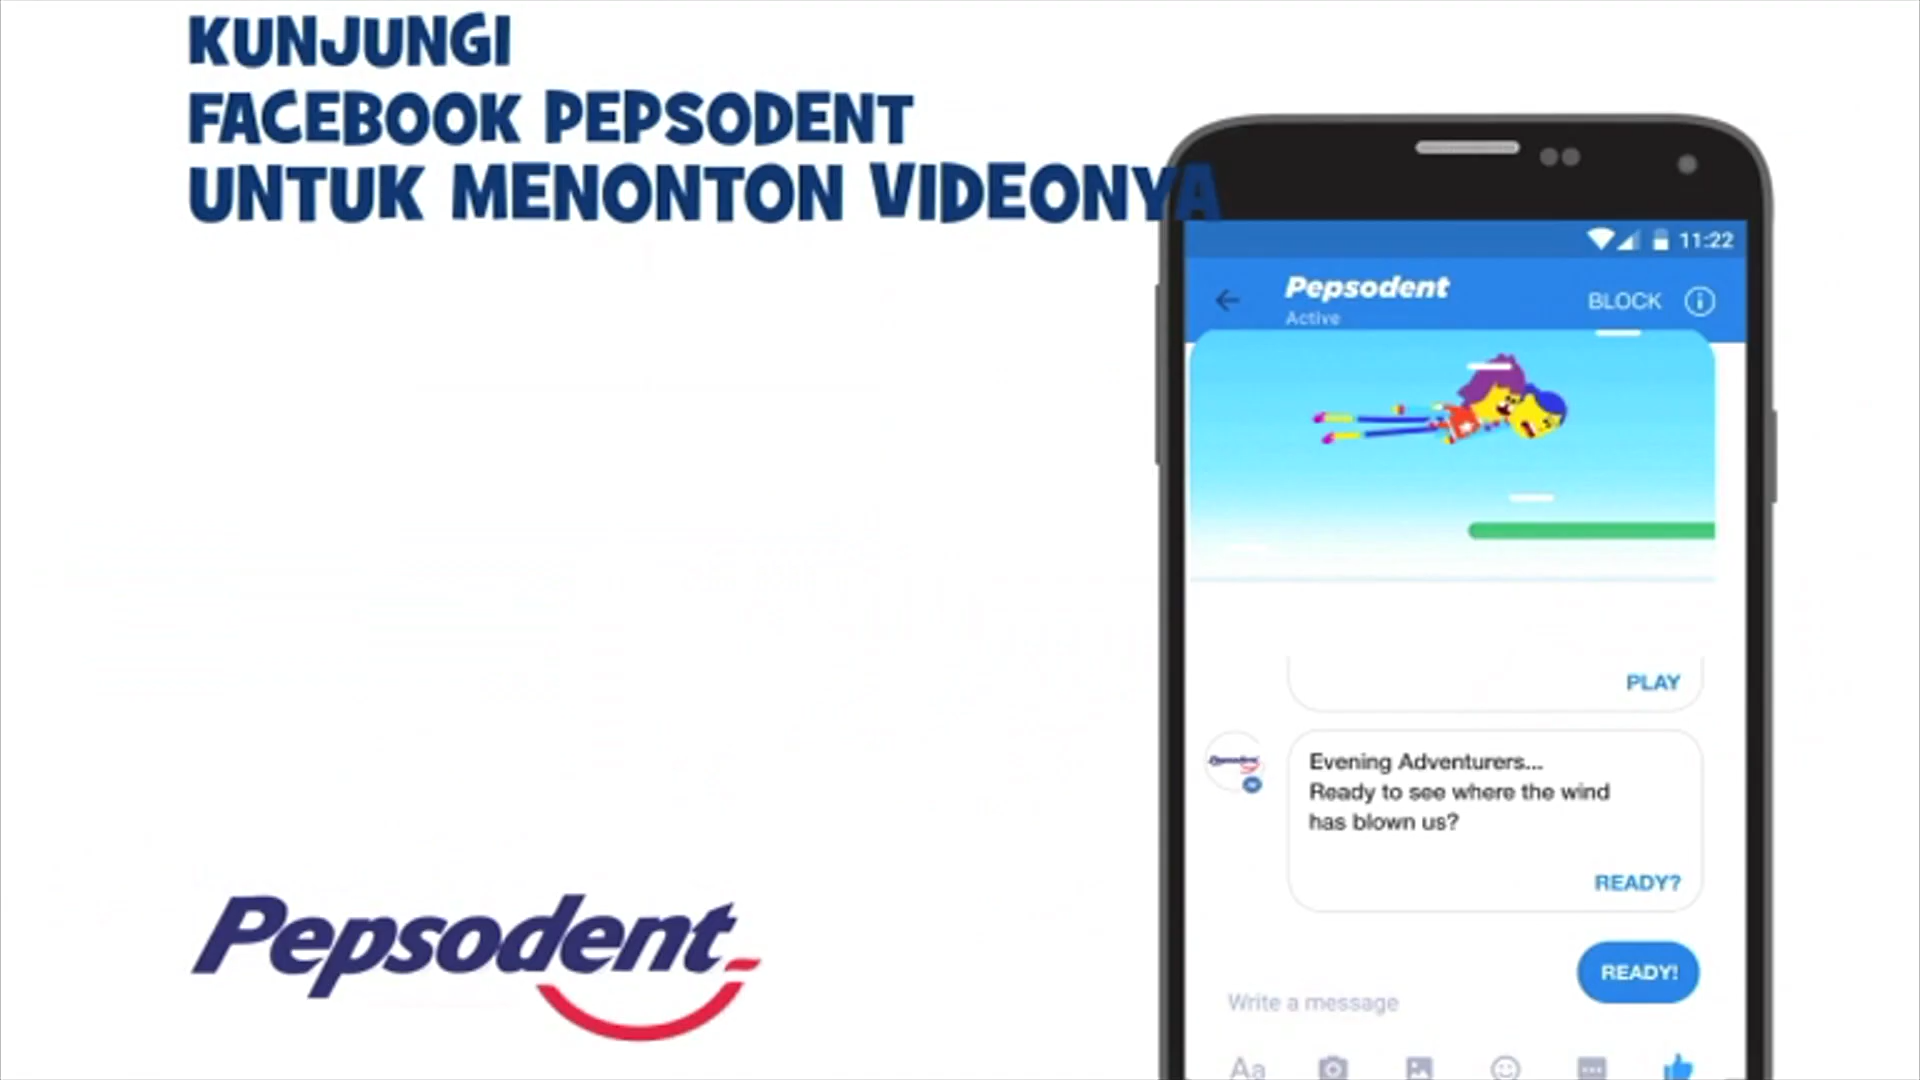 KUNJUNGI
FACEBOOK PEPSODENT
UNTUK MENONTON VIDEONYA
11:22
Pepsodent
Active
BLOCK
PLAY
Evening Adventurers...
Ready to see where the wind
has blown us?
READY?
READY!
Write a message
Aa
Pepsodent
Pepsodent